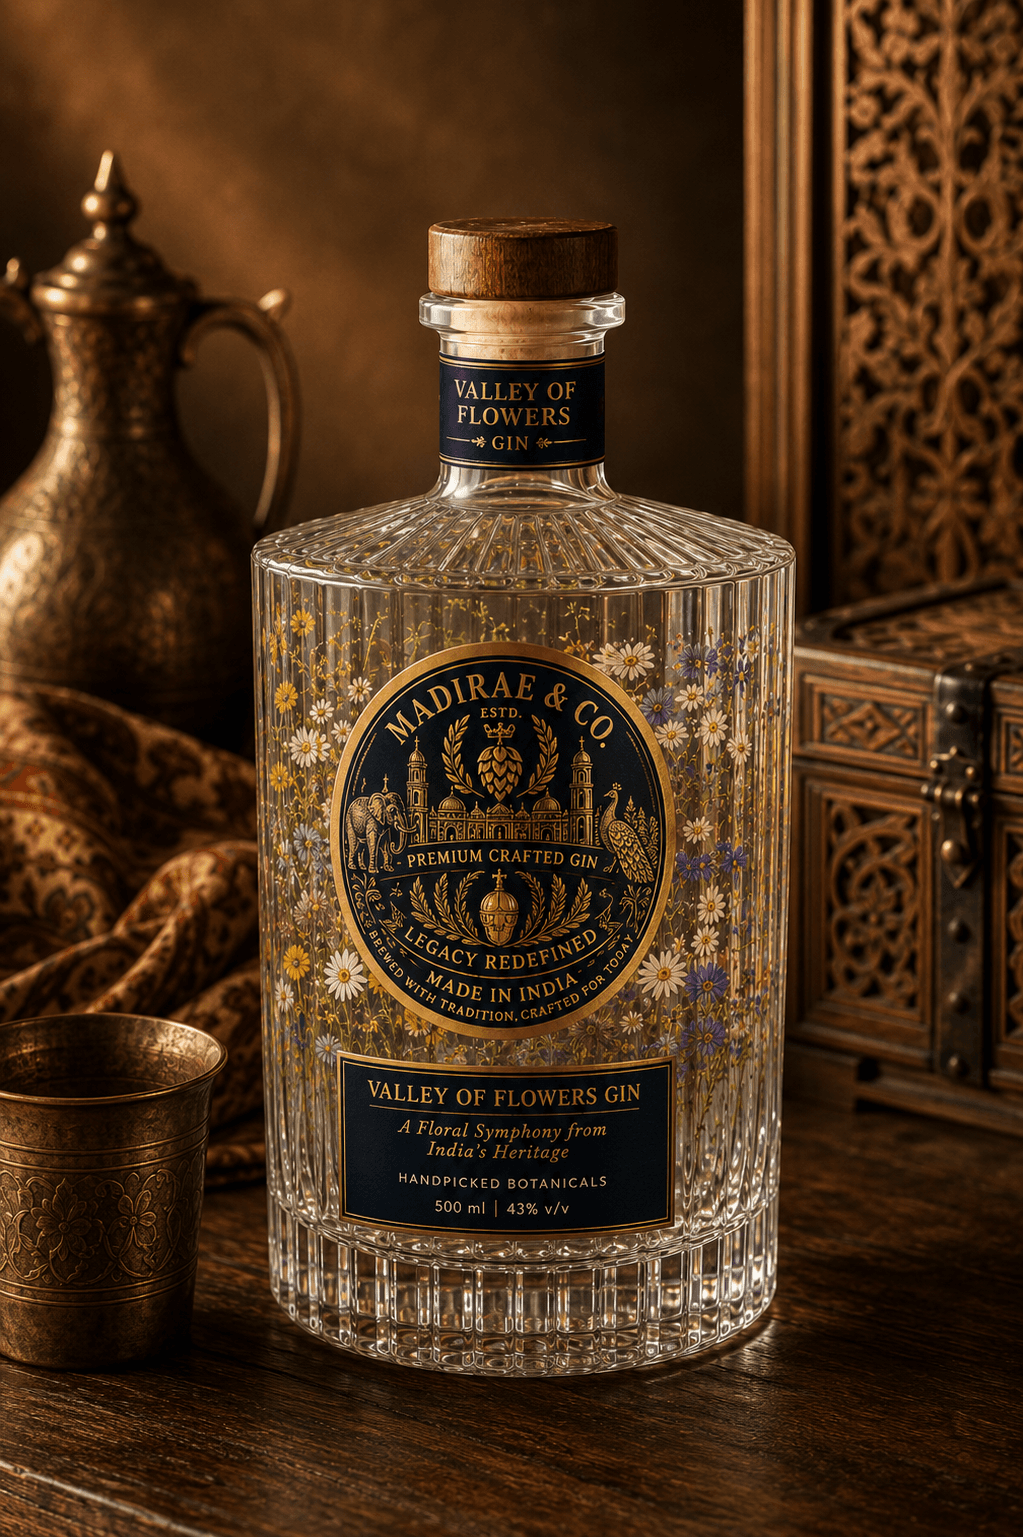 VALLEY OF
FLOWERS
GIN
MADIRAE & CO.
ESTD.
- PREMIUM CRAFTED GIN -
LEGACY REDEFINED
- MADE IN INDIA -
BREWED WITH TRADITION, CRAFTED FOR TODAY
VALLEY OF FLOWERS GIN
A Floral Symphony from
India's Heritage
HANDPICKED BOTANICALS
500 ml | 43% v/v